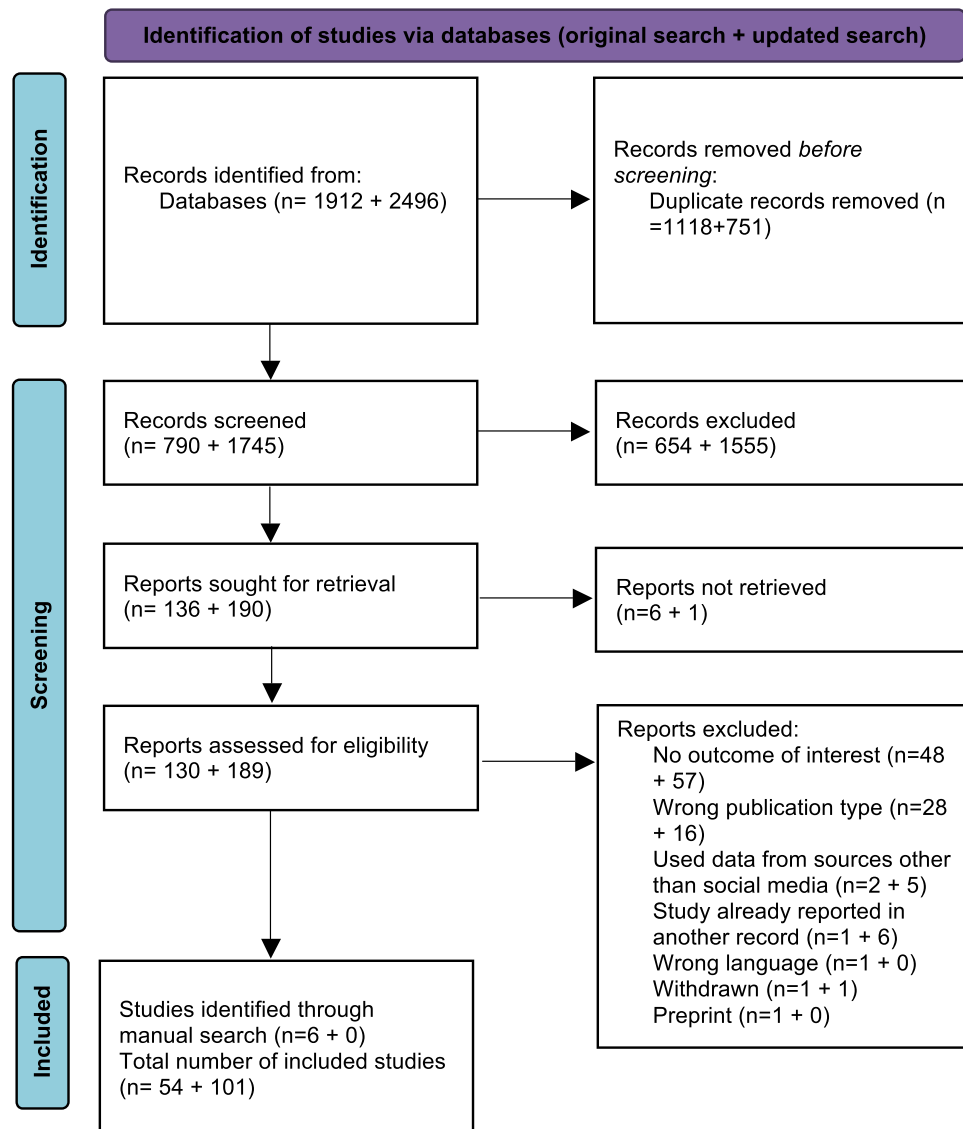 Identification of studies via databases (original search + updated search)
Identification
Records identified from:
Databases (n= 1912 + 2496)
Records removed before
screening:
Duplicate records removed (n
=1118+751)
Screening
Records screened
(n= 790 + 1745)
Records excluded
(n= 654 + 1555)
Reports sought for retrieval
(n= 136 + 190)
Reports not retrieved
(n=6 + 1)
Reports assessed for eligibility
(n= 130 + 189)
Reports excluded:
No outcome of interest (n=48
+ 57)
Wrong publication type (n=28
+ 16)
Used data from sources other
than social media (n=2 + 5)
Study already reported in
another record (n=1 + 6)
Wrong language (n=1 + 0)
Withdrawn (n=1 + 1)
Preprint (n=1 + 0)
Included
Studies identified through
manual search (n=6 + 0)
Total number of included studies
(n= 54 + 101)